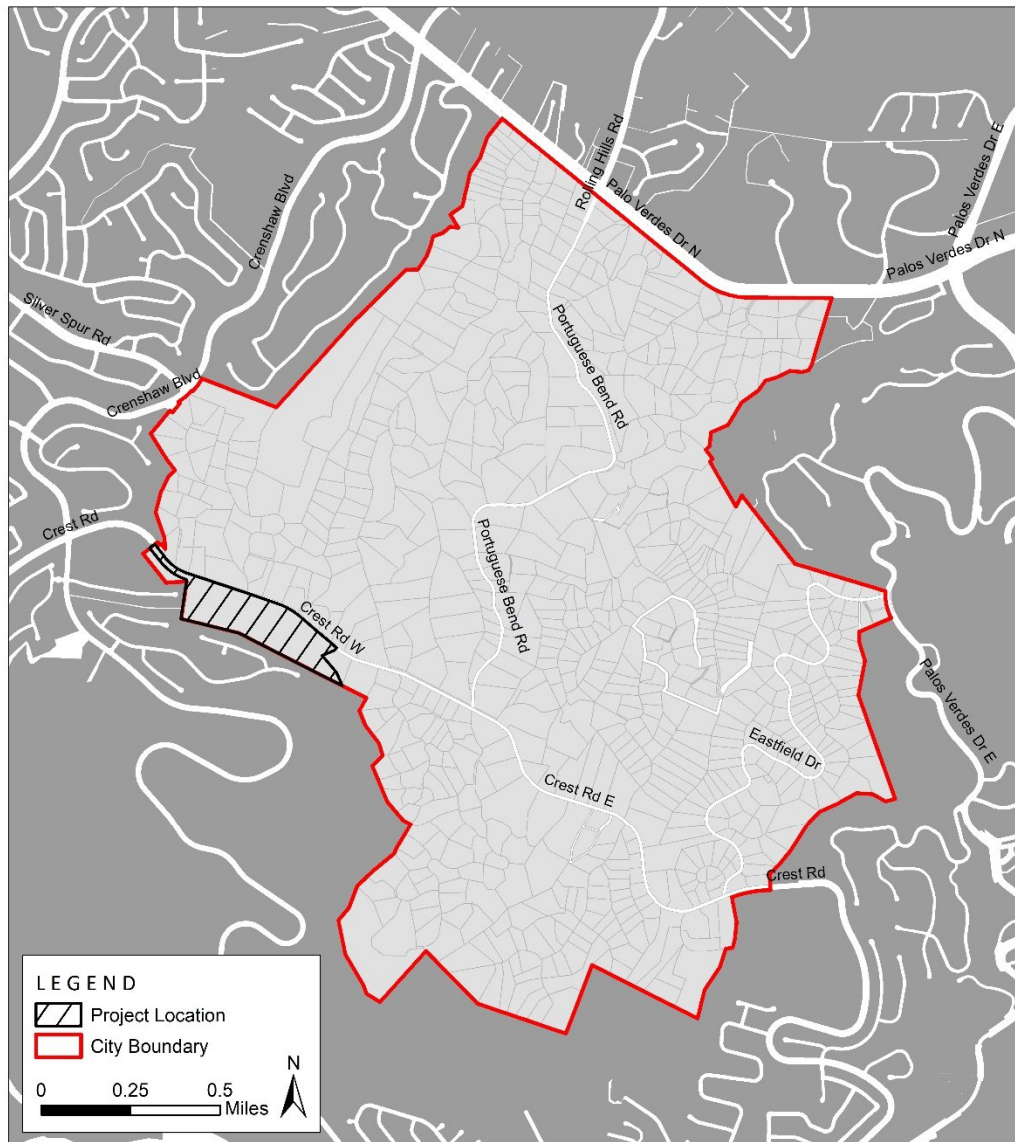 Rolling Hills Rd
Palos Verdes Dr E
Crenshaw Blvd
Palo Verdes Dr N
Palos Verdes Dr N
Silver Spur Rd
Portuguese Bend Rd
Crenshaw Blvd
Crest Rd
Portuguese Bend Rd
Crest Rd W
Palos Verdes Dr E
Eastfield Dr
Crest Rd E
Crest Rd
LEGEND
Project Location
City Boundary
N
0 0.25 0.5
Miles